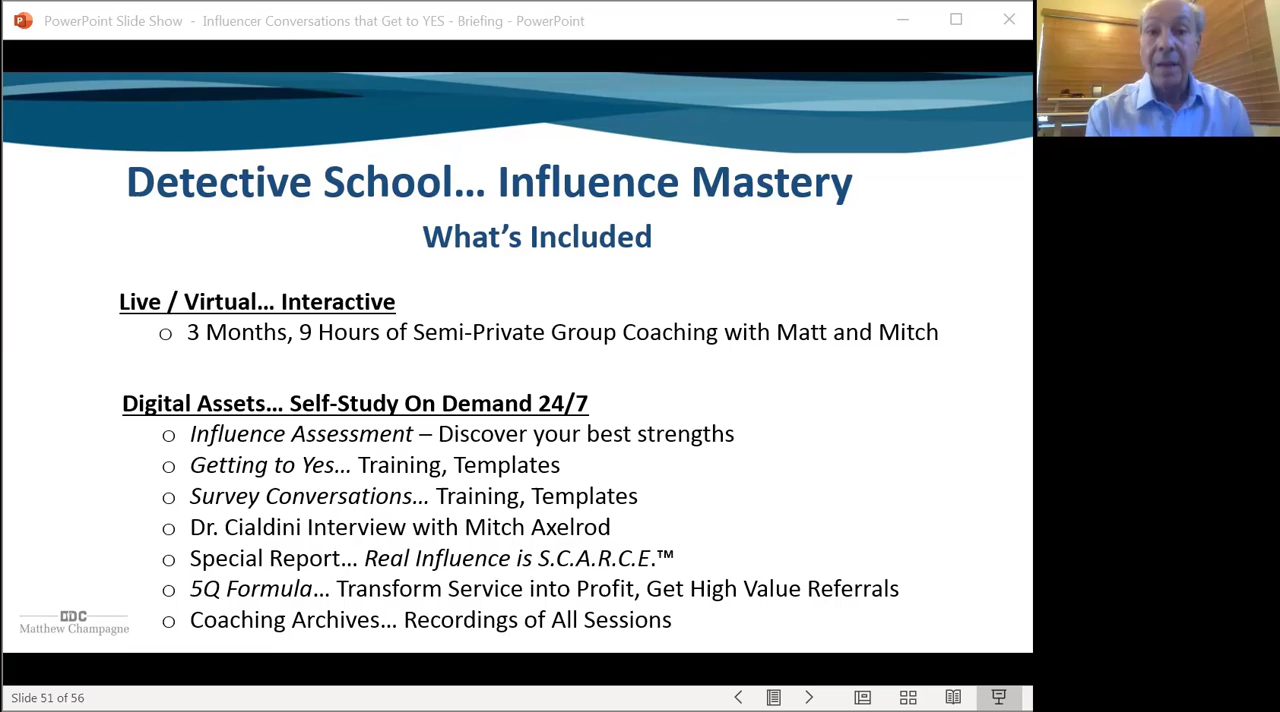 PowerPoint Slide Show - Influencer Conversations that Get to YES - Briefing - PowerPoint
Detective School... Influence Mastery
What's Included
Live / Virtual... Interactive
o 3 Months, 9 Hours of Semi-Private Group Coaching with Matt and Mitch
Digital Assets... Self-Study On Demand 24/7
o Influence Assessment – Discover your best strengths
o Getting to Yes... Training, Templates
o Survey Conversations... Training, Templates
o Dr. Cialdini Interview with Mitch Axelrod
o Special Report... Real Influence is S.C.A.R.C.E.™
o 5Q Formula... Transform Service into Profit, Get High Value Referrals
o Coaching Archives... Recordings of All Sessions
Matthew Champagne
Slide 51 of 56